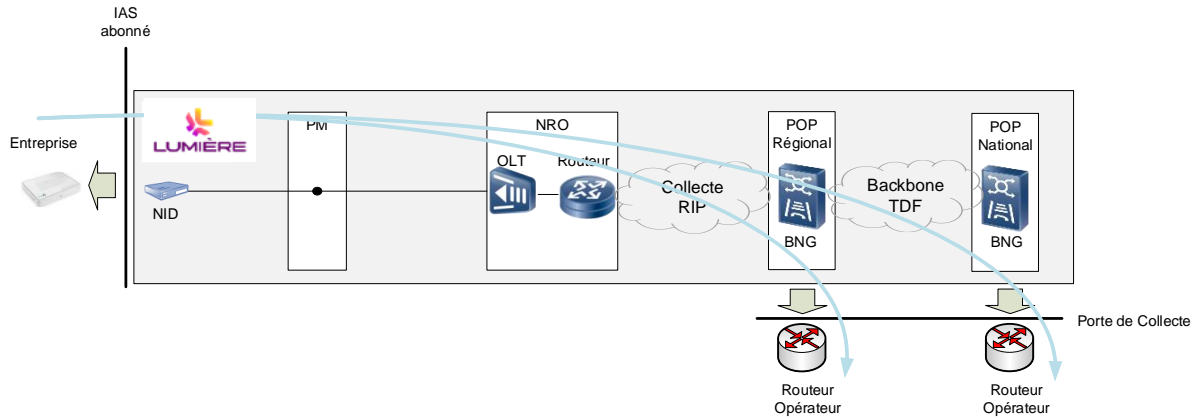 IAS
abonné
Entreprise
LUMIÈRE
NID
PM
NRO
OLT
Routeur
Collecte
RIP
POP
Régional
BNG
Backbone
TDF
POP
National
BNG
Porte de Collecte
Routeur
Opérateur
Routeur
Opérateur